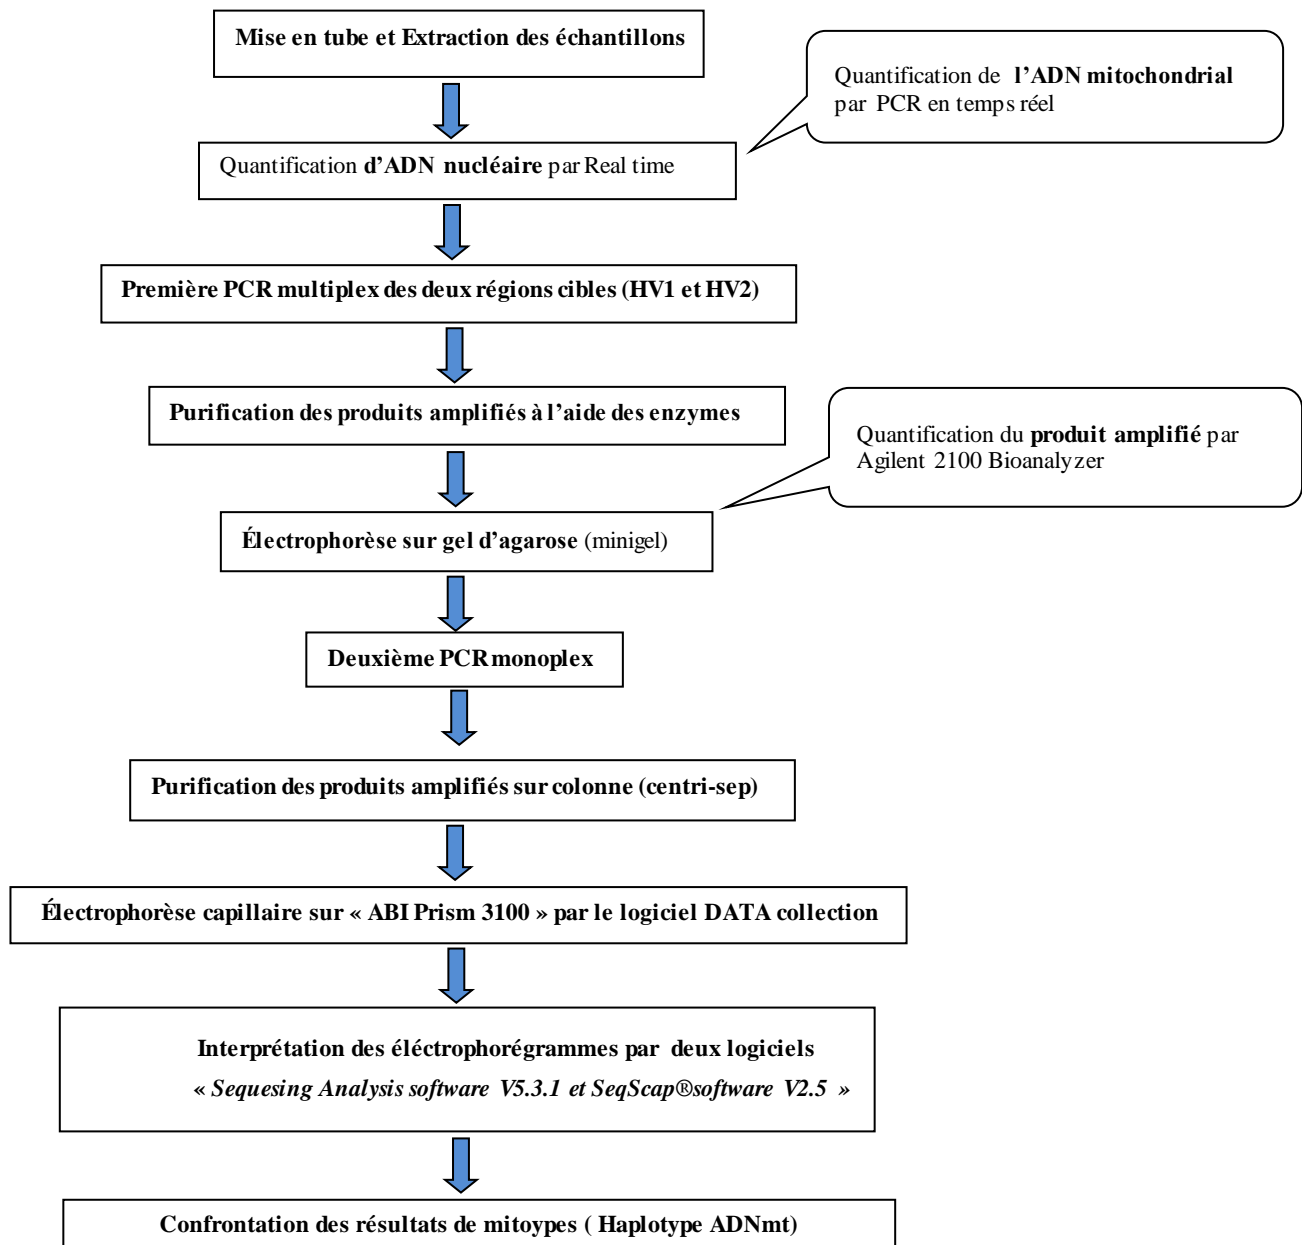 Mise en tube et Extraction des échantillons
Quantification de l’ADN mitochondrial
par PCR en temps réel
Quantification d’ADN nucléaire par Real time
Première PCR multiplex des deux régions cibles (HV1 et HV2)
Purification des produits amplifiés à l’aide des enzymes
Quantification du produit amplifié par
Agilent 2100 Bioanalyzer
Électrophorèse sur gel d’agarose (minigel)
Deuxième PCR monoplex
Purification des produits amplifiés sur colonne (centri-sep)
Électrophorèse capillaire sur « ABI Prism 3100 » par le logiciel DATA collection
Interprétation des éléctrophorégrammes par deux logiciels
« Sequesing Analysis software V5.3.1 et SeqScap®software V2.5 »
Confrontation des résultats de mitoypes ( Haplotype ADNmt)